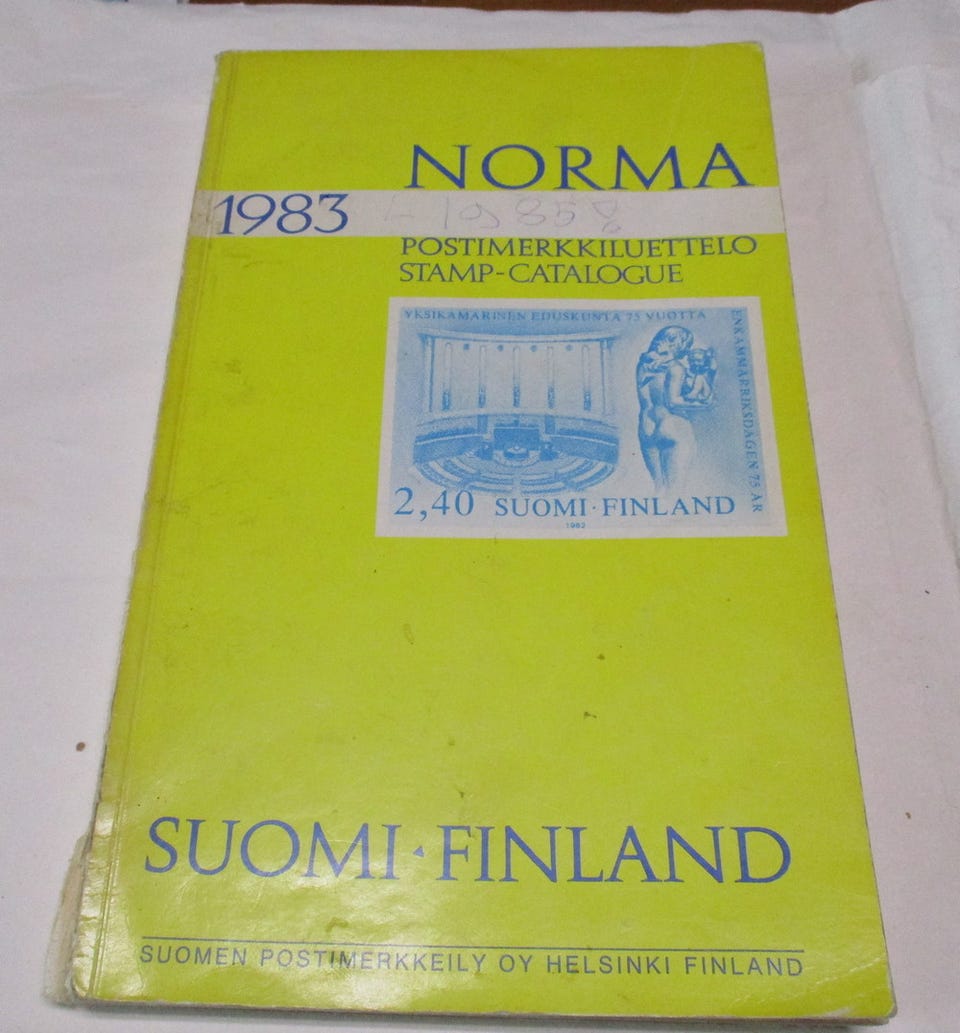 NORMA
1983 - 1985
POSTIMERKKILUETTELO
STAMP-CATALOGUE
YKSIKAMARINEN EDUSKUNTA 75 VUOTTA
ENKAMMARRIKSDAGEN 75 ÅR
2,40 SUOMI·FINLAND
1982
SUOMI·FINLAND
SUOMEN POSTIMERKKEILY OY HELSINKI FINLAND